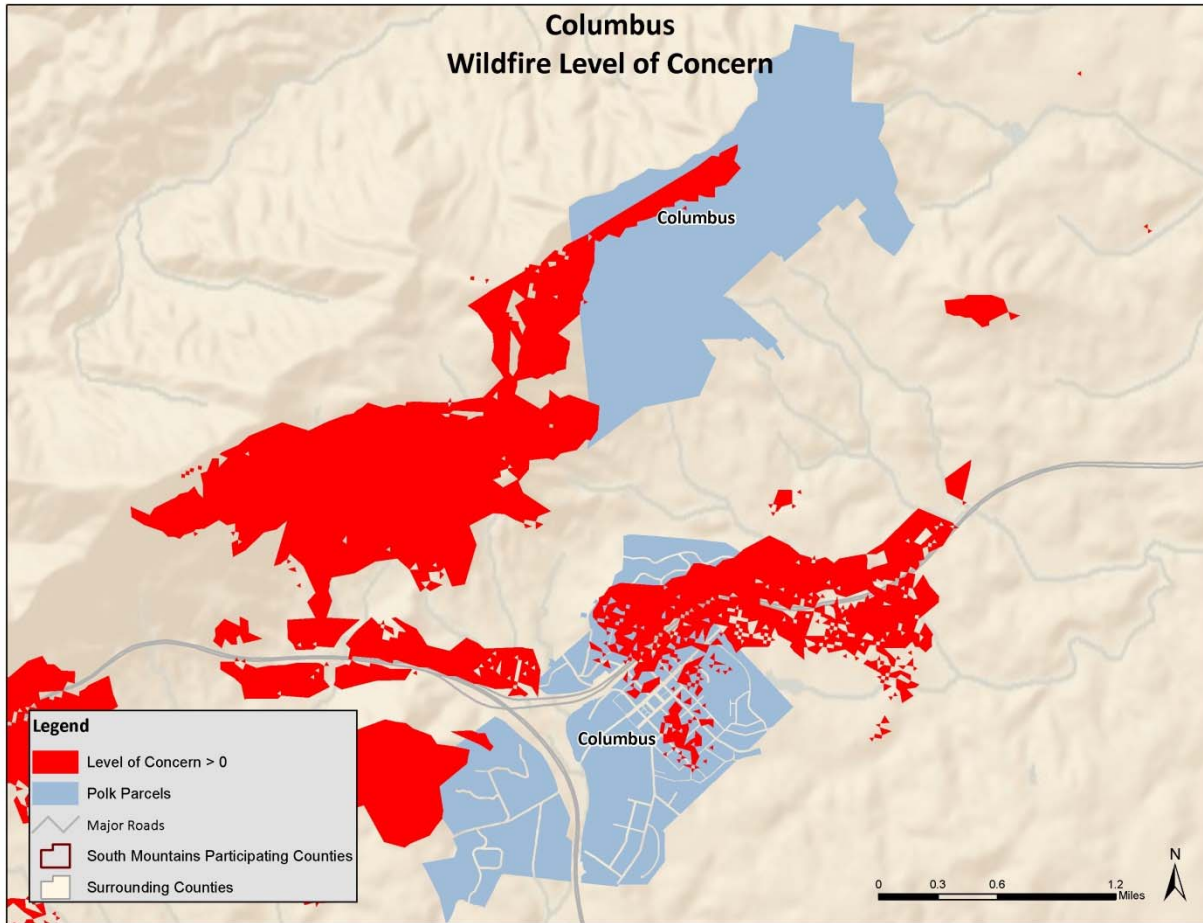 Columbus
Wildfire Level of Concern
Columbus
Columbus
Legend
Level of Concern > 0
Polk Parcels
Major Roads
South Mountains Participating Counties
Surrounding Counties
N
0 0.3 0.6 1.2
Miles